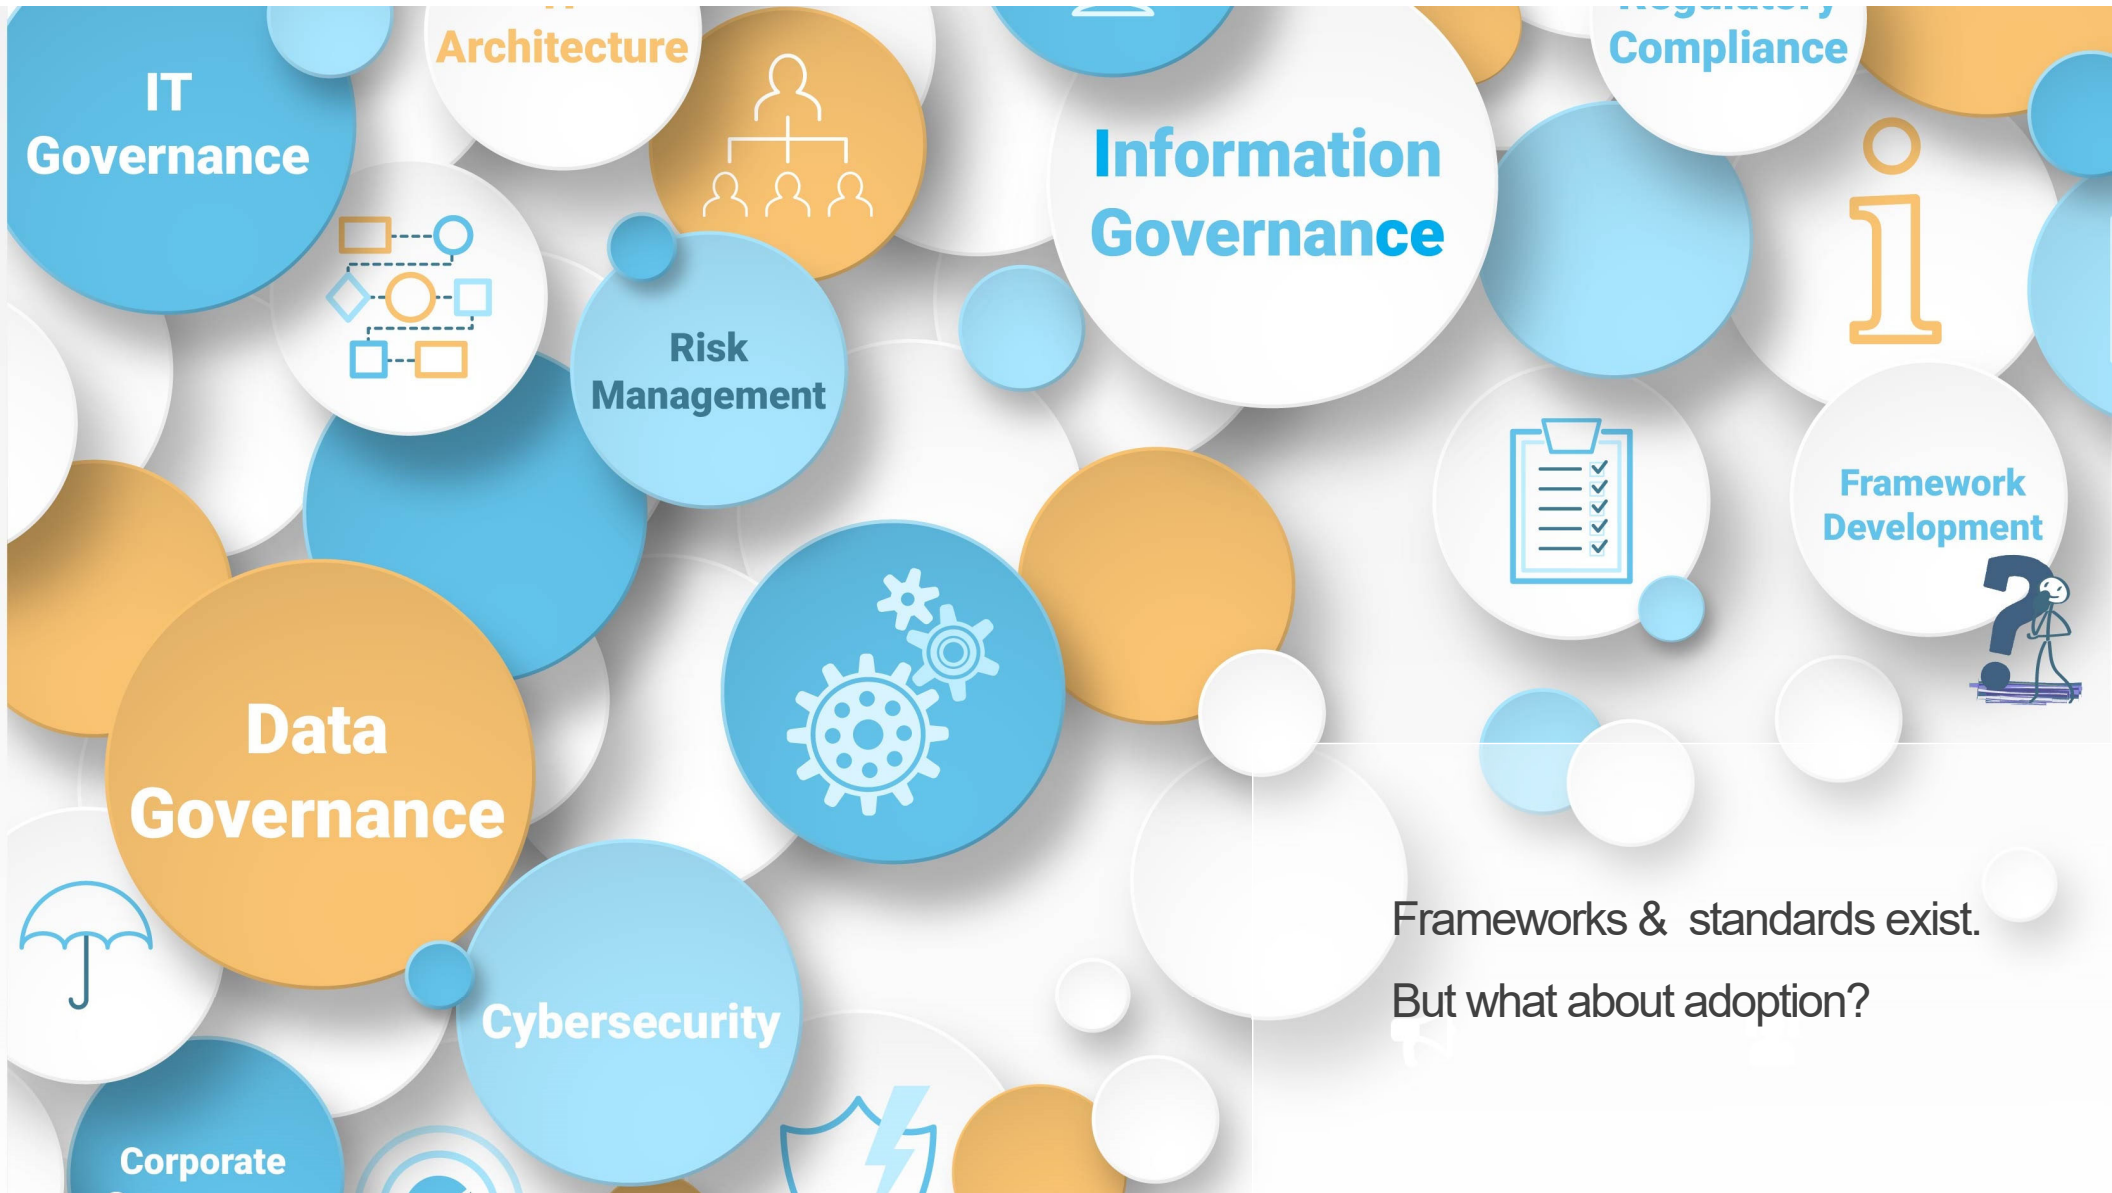 IT
Governance
Architecture
Information
Governance
Regulatory
Compliance
Risk
Management
Framework
Development
?
Data
Governance
Cybersecurity
Corporate
Frameworks & standards exist.
But what about adoption?